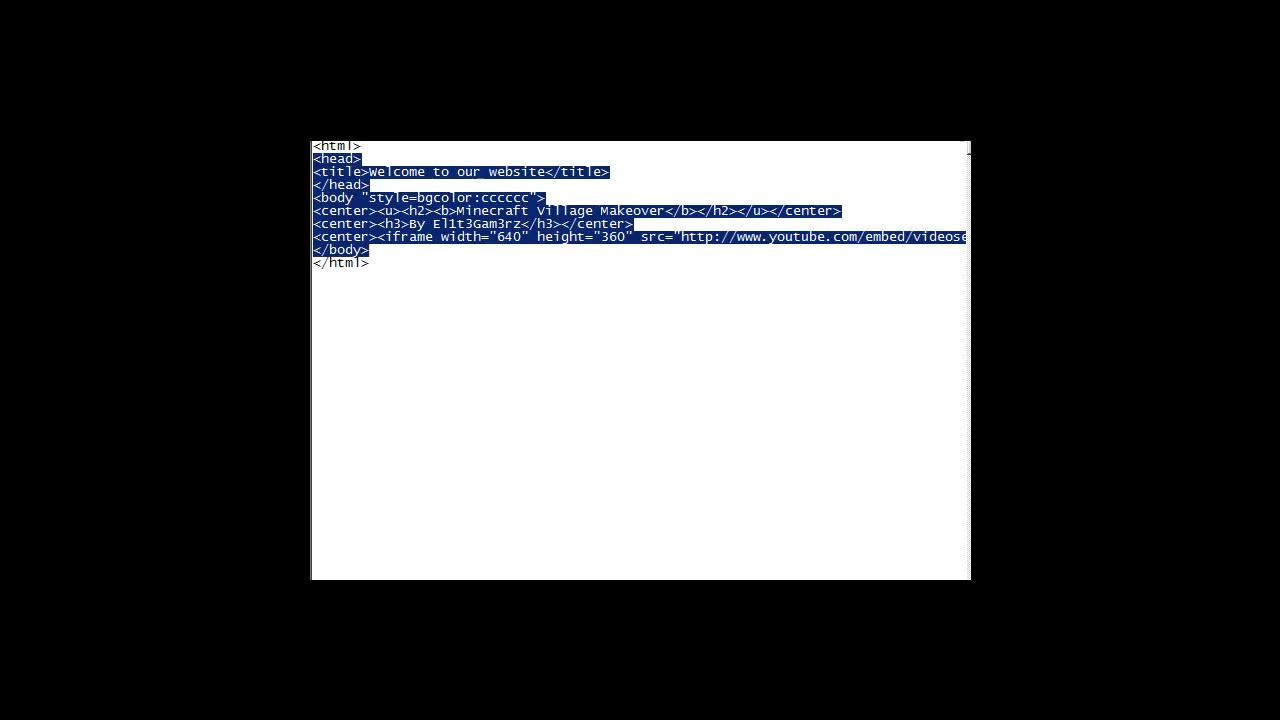 <html>
<head>
<title>Welcome to our website</title>
</head>
<body "style=bgcolor:cccccc">
<center><u><h2><b>Minecraft Village Makeover</b></h2></u></center>
<center><h3>By El1t3Gam3rz</h3></center>
<center><iframe width="640" height="360" src="http://www.youtube.com/embed/videose
</body>
</html>